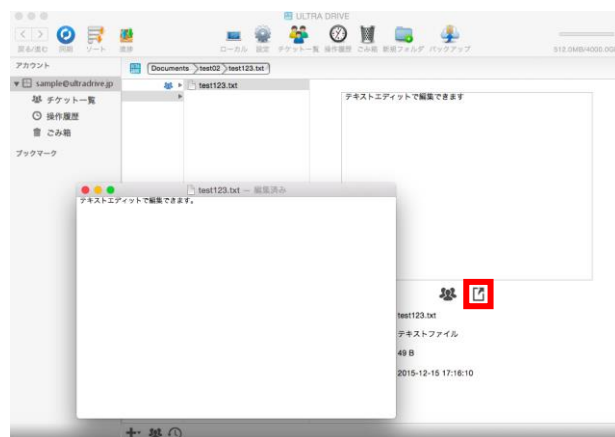 ULTRA DRIVE
戻る/進む 同期 ソート 進捗 ローカル 設定 チケット一覧 操作履歴 ごみ箱 新規フォルダ バックアップ 512.0MB/4000.0GB
アカウント
Documents test02 test123.txt
sample@ultradrive.jp
test123.txt
チケット一覧
操作履歴
ごみ箱
ブックマーク
テキストエディットで編集できます
test123.txt — 編集済み
テキストエディットで編集できます。
test123.txt
テキストファイル
49 B
2015-12-15 17:16:10